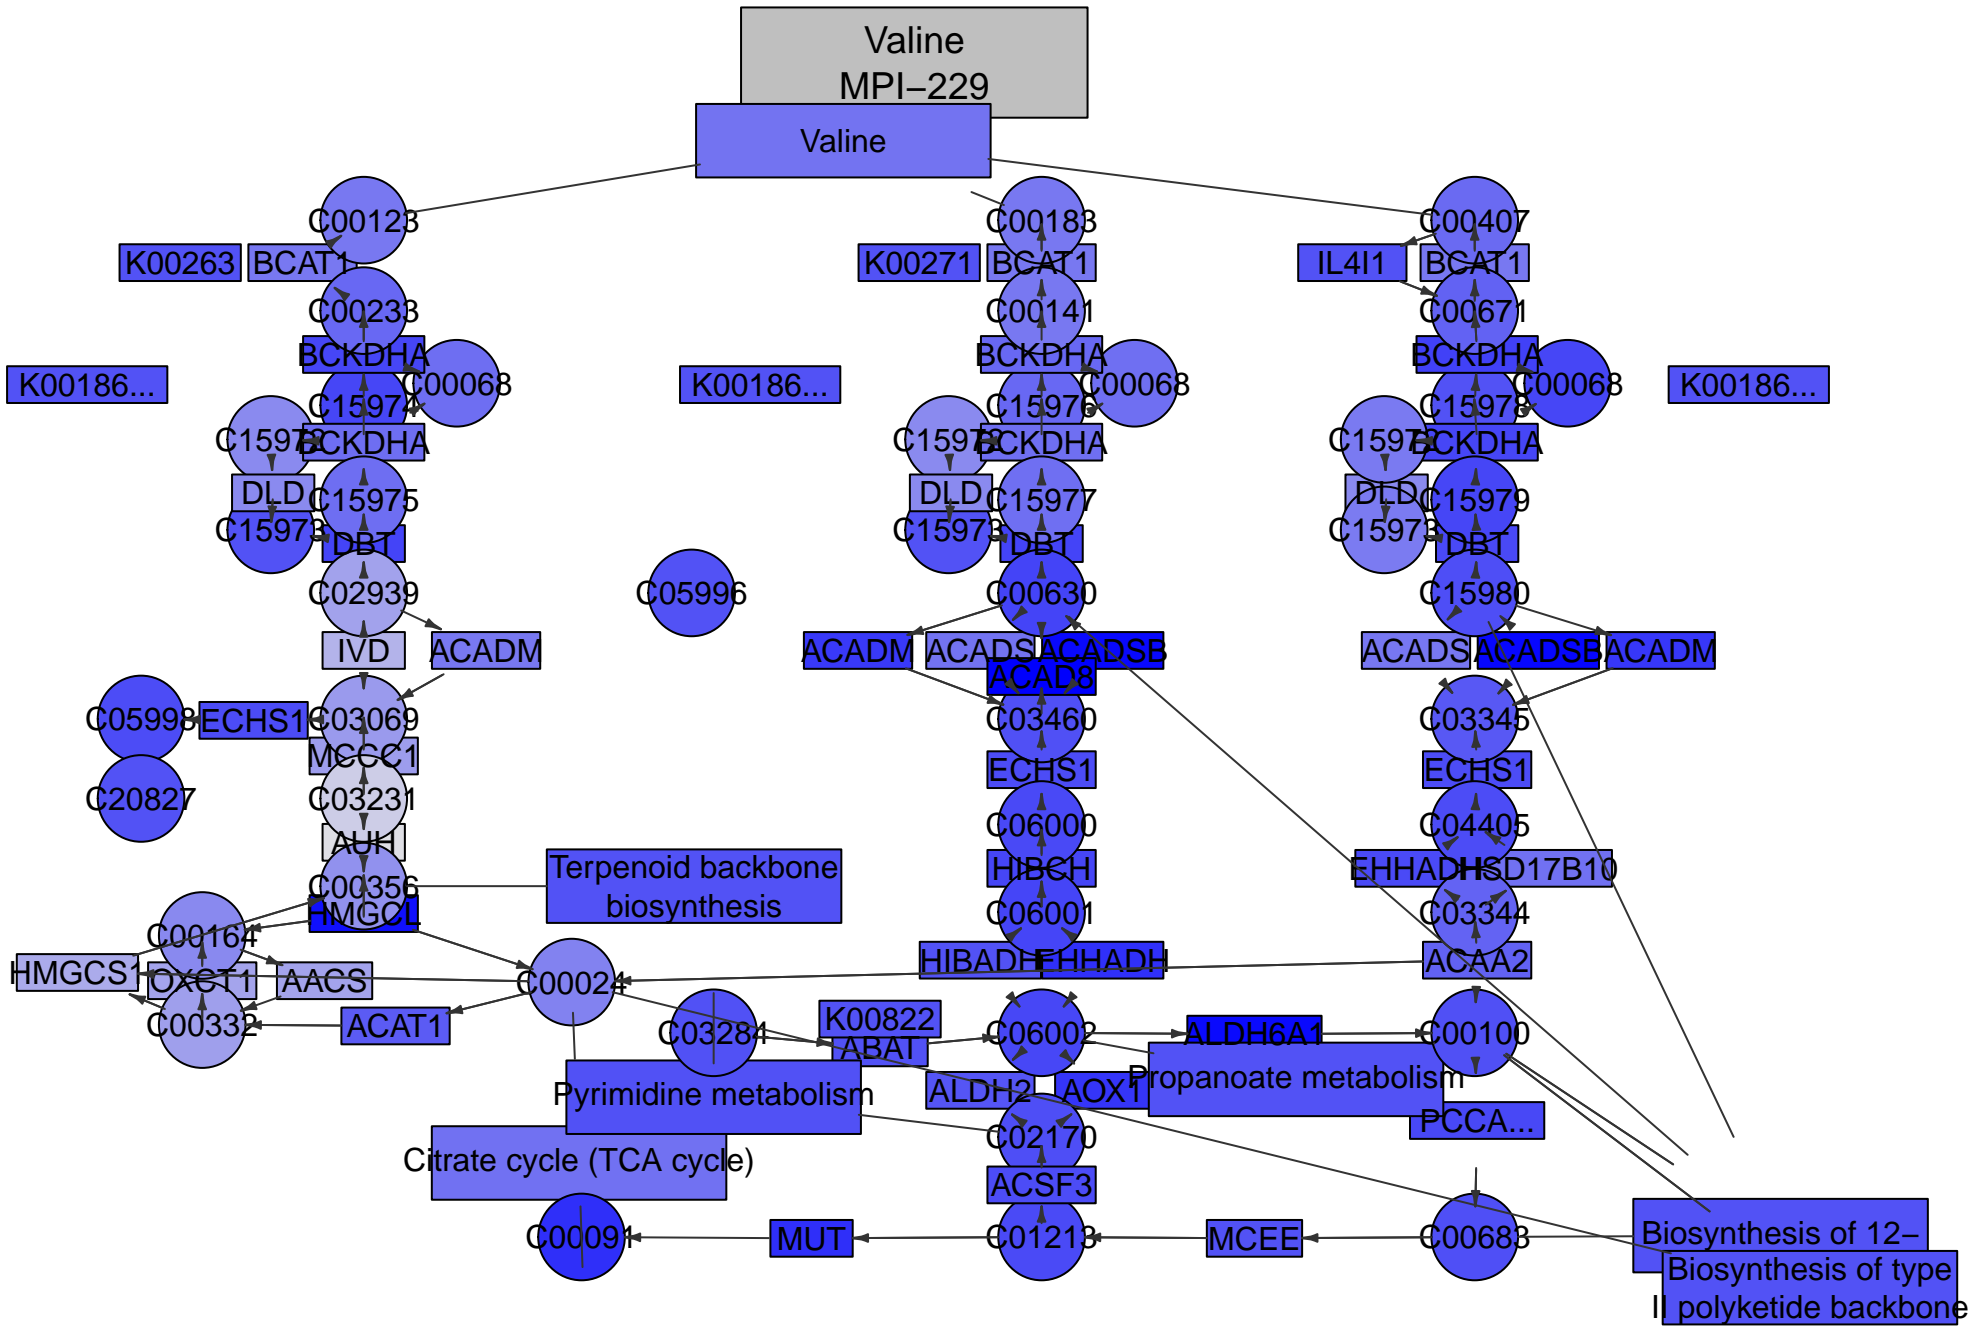 Valine
MPI−229
Valine
C00123
C00183
C00407
K00263
BCAT1
K00271
BCAT1
IL4I1
BCAT1
C00233
C00141
C00671
BCKDHA
BCKDHA
BCKDHA
K00186...
C00068
K00186...
C00068
C00068
K00186...
C15974
C15976
C15978
C15972
BCKDHA
C15972
BCKDHA
C15972
BCKDHA
DLD
C15975
DLD
C15977
DLD
C15979
C15973
DBT
C15973
DBT
C15973
DBT
C02939
C05996
C00630
C15980
IVD
ACADM
ACADM
ACADS
ACADSB
ACADS
ACADSB
ACADM
ACAD8
C05998
ECHS1
C03069
C03460
C03345
MCCC1
ECHS1
ECHS1
C20827
C03231
C06000
C04405
AUH
Terpenoid backbone
biosynthesis
HIBCH
EHHADH
HSD17B10
C00356
HMGCL
C06001
C03344
C00164
HMGCS1
OXCT1
AACS
C00024
HIBADH
EHHADH
ACAA2
C00332
ACAT1
C03284
K00822
ABAT
C06002
ALDH6A1
C00100
Pyrimidine metabolism
ALDH2
AOX1
Propanoate metabolism
PCCA...
C02170
Citrate cycle (TCA cycle)
ACSF3
C00091
MUT
C01213
MCEE
C00683
Biosynthesis of 12−
Biosynthesis of type
II polyketide backbone